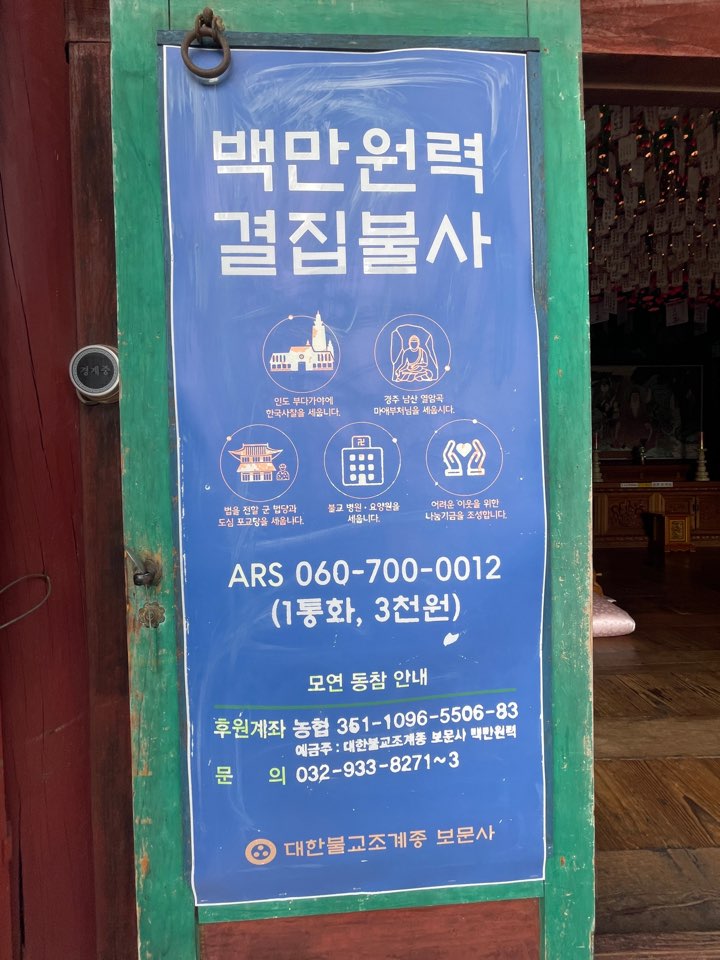 백만원력
결집불사
경계중
인도 부다가야에
한국사찰을 세웁니다.
경주 남산 열암곡
마애부처님을 세웁시다.
법을 전할 군 법당과
도심 포교당을 세웁니다.
불교 병원·요양원을
세웁니다.
어려운 이웃을 위한
나눔기금을 조성합니다.
ARS 060-700-0012
(1통화, 3천원)
모연 동참 안내
후원계좌 농협 351-1096-5506-83
예금주 : 대한불교조계종 보문사 백만원력
문 의 032-933-8271~3
대한불교조계종 보문사